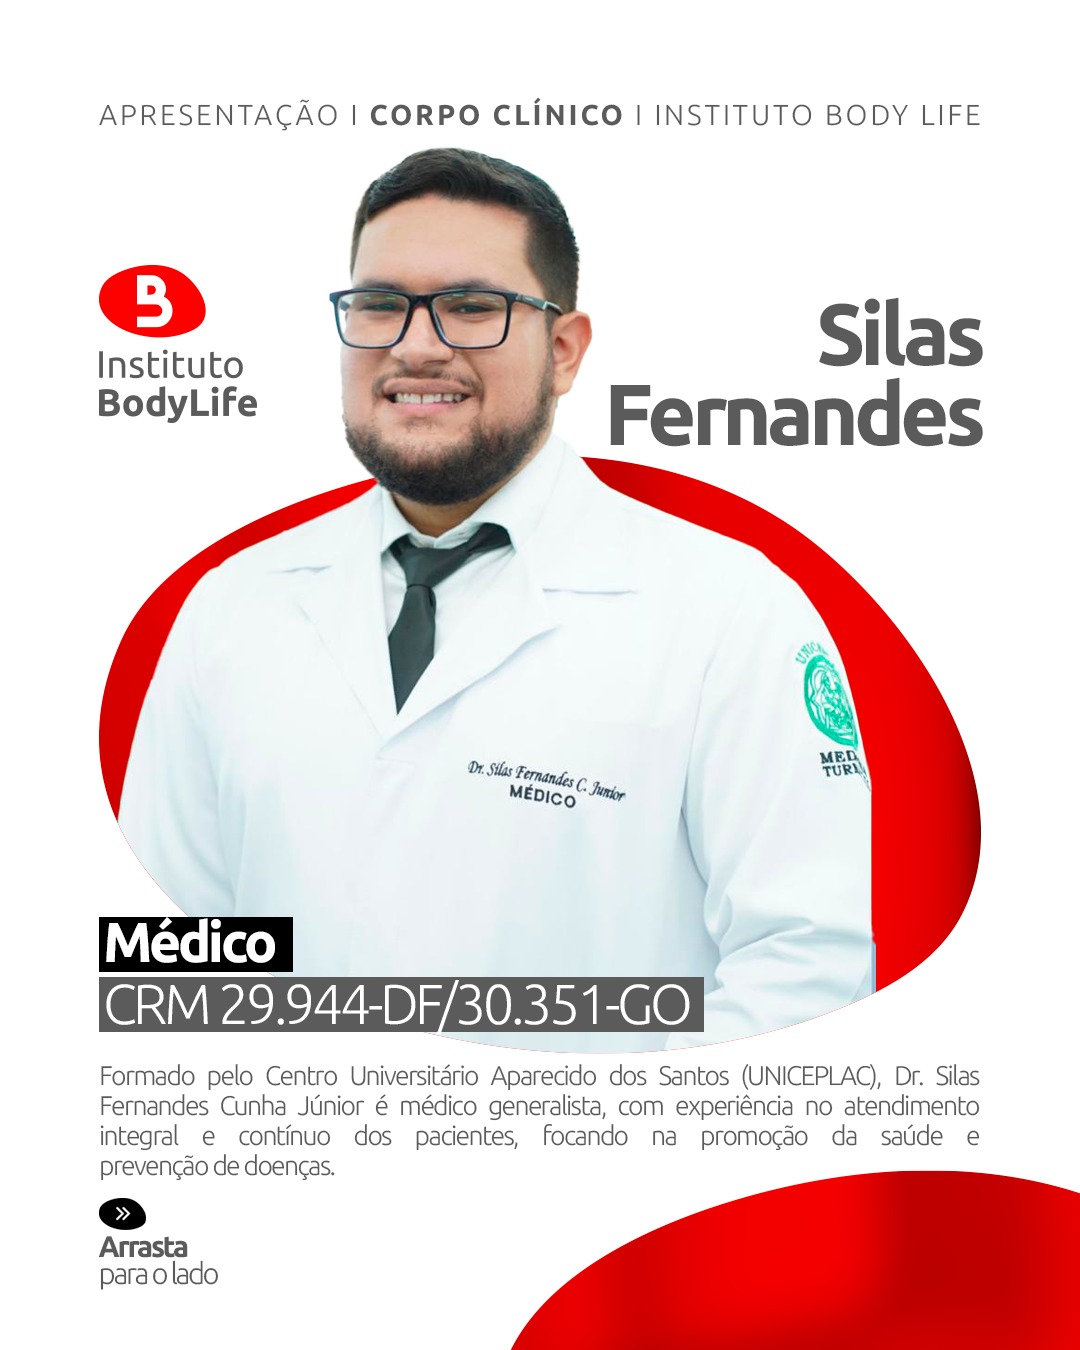 APRESENTAÇÃO | CORPO CLÍNICO | INSTITUTO BODY LIFE
B
Instituto
BodyLife
Silas
Fernandes
MED
Dr. Silas Fernandes C. Junior
MÉDICO
Médico
CRM 29.944-DF/30.351-GO
Formado pelo Centro Universitário Aparecido dos Santos (UNICEPLAC), Dr. Silas
Fernandes Cunha Júnior é médico generalista, com experiência no atendimento
integral e contínuo dos pacientes, focando na promoção da saúde e
prevenção de doenças.
Arrasta
para o lado